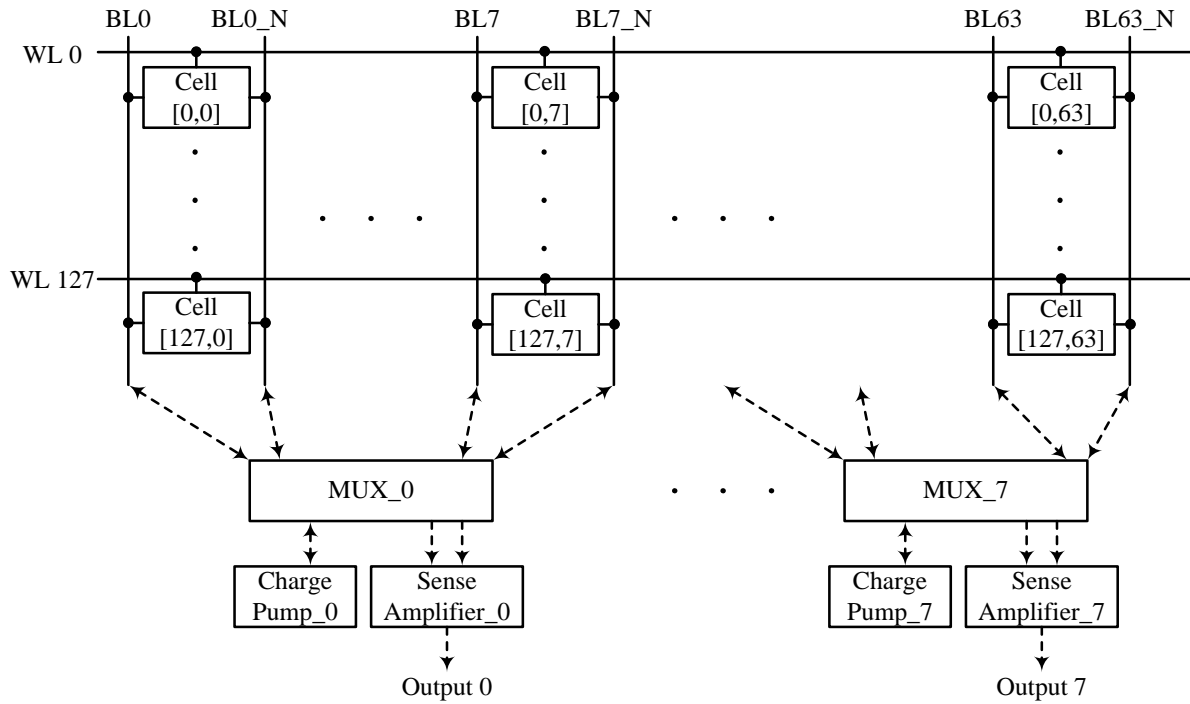 BL0 BL0_N BL7 BL7_N BL63 BL63_N
WL 0
Cell [0,0]
Cell [0,7]
Cell [0,63]
WL 127
Cell [127,0]
Cell [127,7]
Cell [127,63]
MUX_0
MUX_7
Charge Pump_0
Sense Amplifier_0
Charge Pump_7
Sense Amplifier_7
Output 0
Output 7